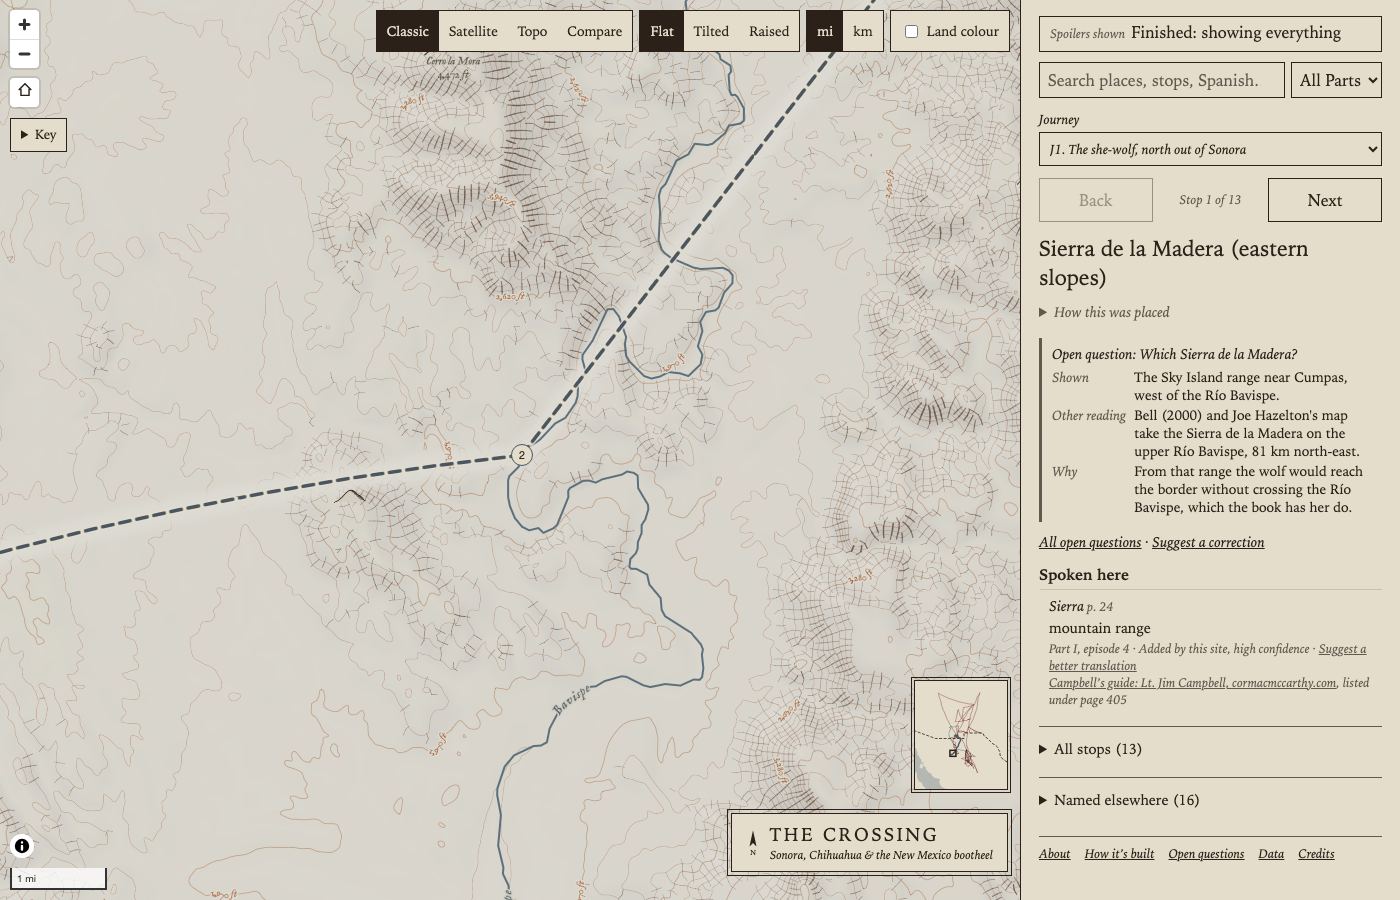 Classic Satellite Topo Compare
Flat Tilted Raised
mi km
Land colour
Key
Cerro la Mora
2
Bavispe
1 mi
THE CROSSING
N
Sonora, Chihuahua & the New Mexico bootheel
Spoilers shown Finished: showing everything
Search places, stops, Spanish.
All Parts
Journey
J1. The she-wolf, north out of Sonora
Back
Stop 1 of 13
Next
Sierra de la Madera (eastern
slopes)
How this was placed
Open question: Which Sierra de la Madera?
Shown The Sky Island range near Cumpas,
west of the Río Bavispe.
Other reading Bell (2000) and Joe Hazelton's map
take the Sierra de la Madera on the
upper Río Bavispe, 81 km north-east.
Why From that range the wolf would reach
the border without crossing the Río
Bavispe, which the book has her do.
All open questions · Suggest a correction
Spoken here
Sierra p. 24
mountain range
Part I, episode 4 · Added by this site, high confidence · Suggest a
better translation
Campbell's guide: Lt. Jim Campbell, cormacmccarthy.com, listed
under page 405
All stops (13)
Named elsewhere (16)
About How it's built Open questions Data Credits